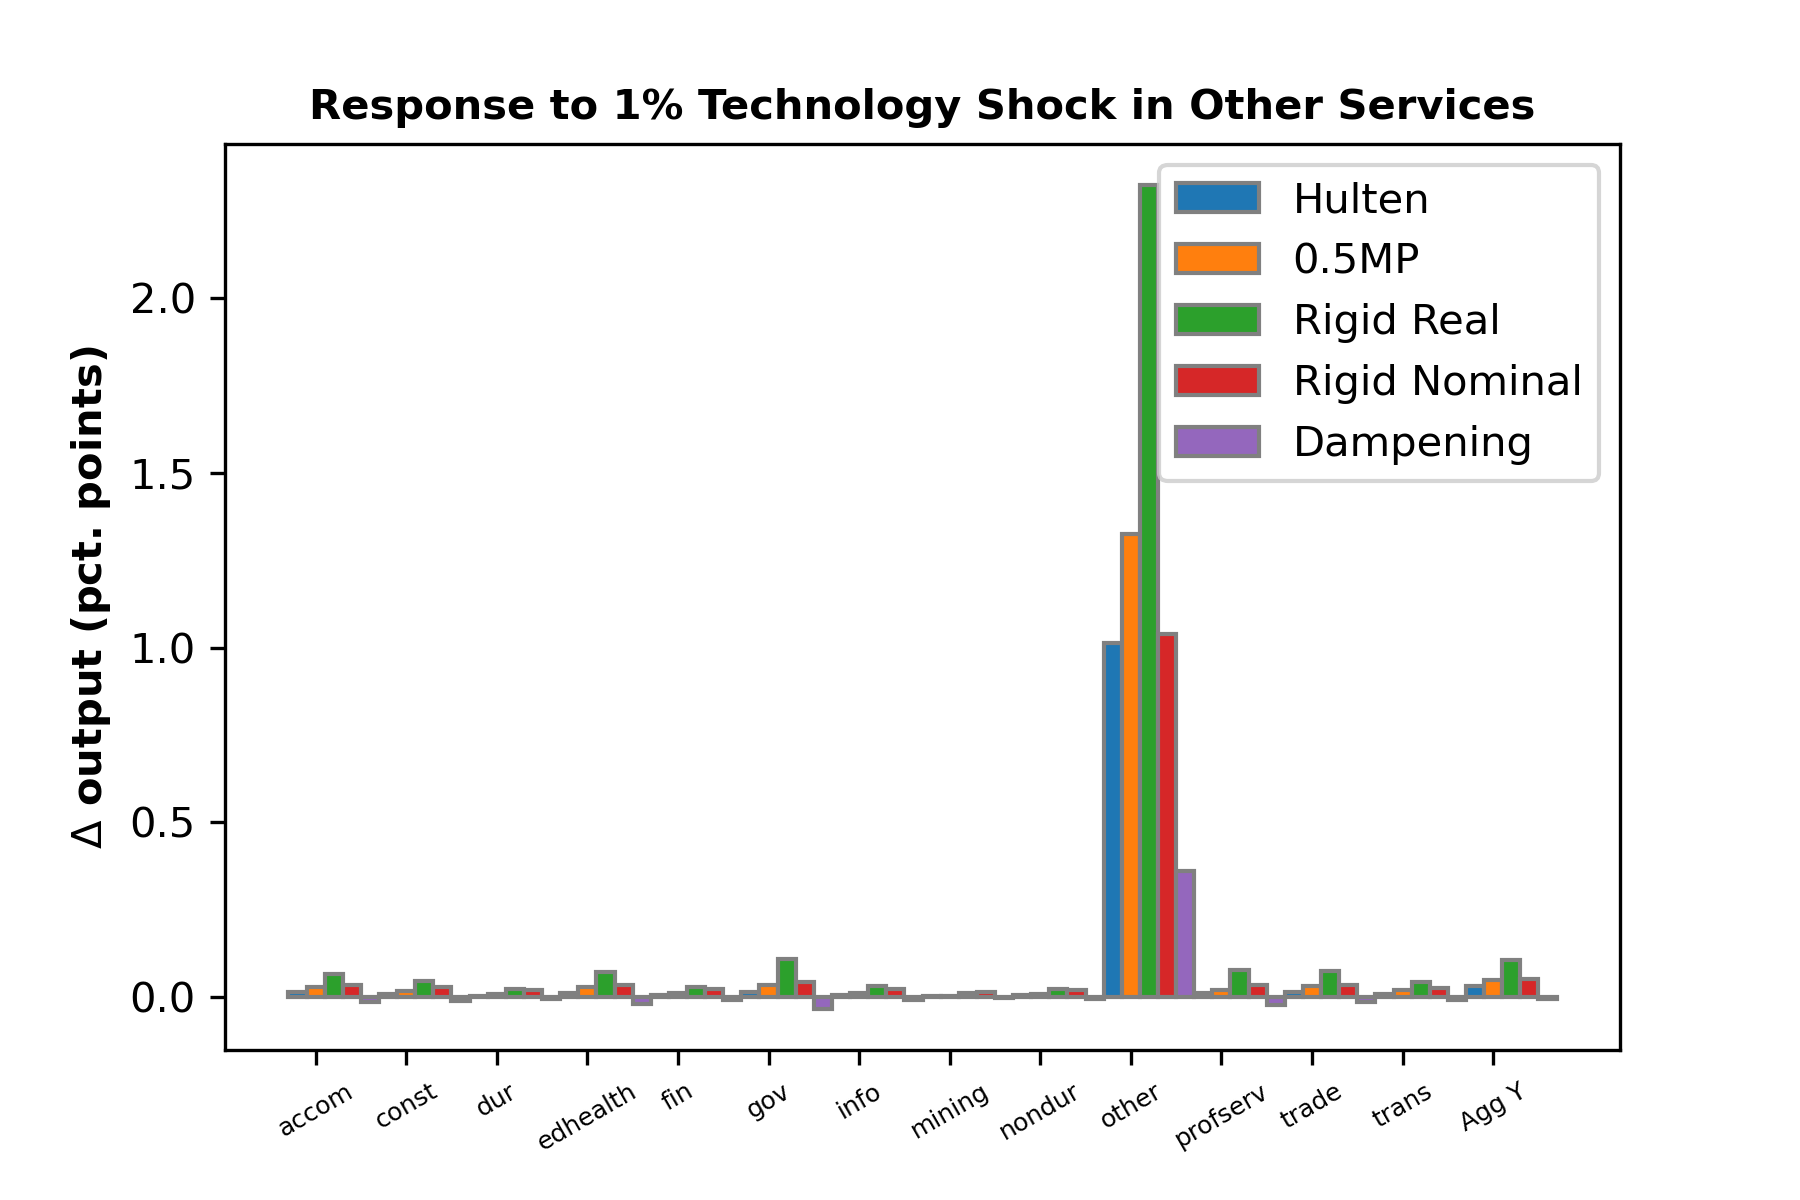 Response to 1% Technology Shock in Other Services
Δ output (pct. points)
2.0
1.5
1.0
0.5
0.0
Hulten
0.5MP
Rigid Real
Rigid Nominal
Dampening
accom
const
dur
edhealth
fin
gov
info
mining
nondur
other
profserv
trade
trans
Agg Y